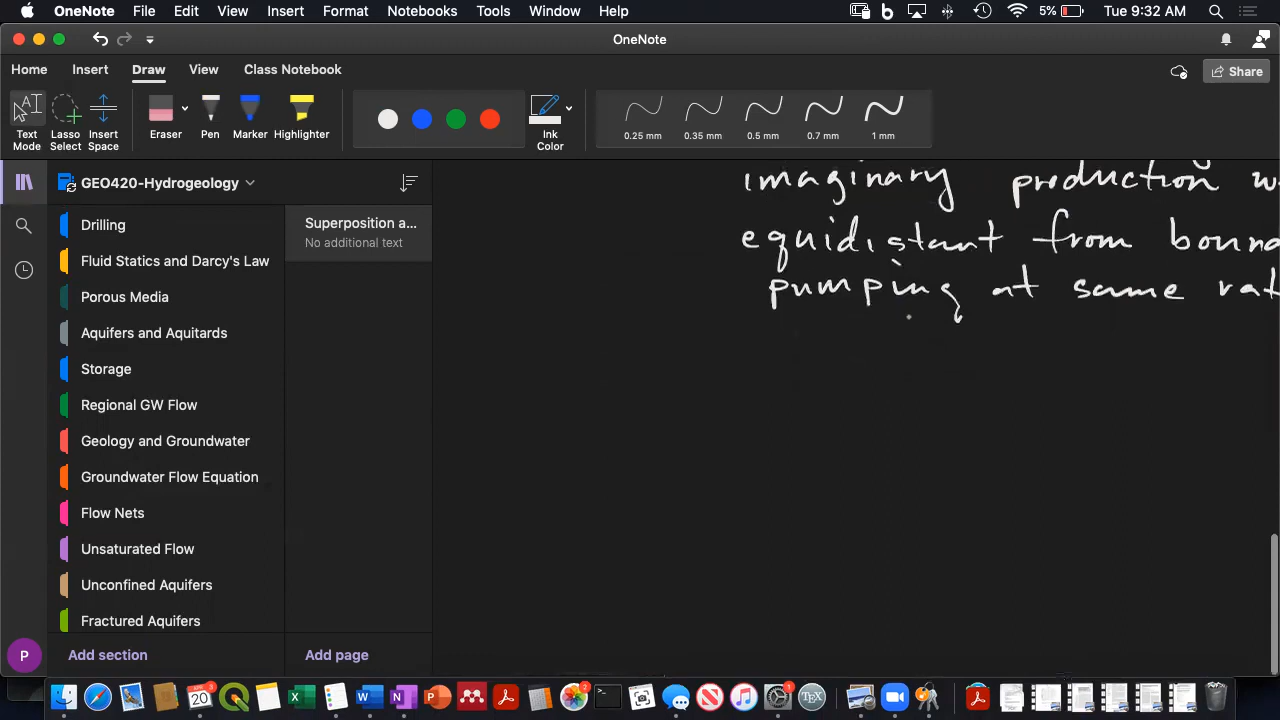 OneNote File Edit View Insert Format Notebooks Tools Window Help 5% Tue 9:32 AM
OneNote
Home Insert Draw View Class Notebook Share
Text Mode
Lasso Select
Insert Space
Eraser
Pen
Marker
Highlighter
Ink Color
0.25 mm
0.35 mm
0.5 mm
0.7 mm
1 mm
GEO420-Hydrogeology
Drilling
Fluid Statics and Darcy's Law
Porous Media
Aquifers and Aquitards
Storage
Regional GW Flow
Geology and Groundwater
Groundwater Flow Equation
Flow Nets
Unsaturated Flow
Unconfined Aquifers
Fractured Aquifers
Add section
P
Superposition a...
No additional text
Add page
imaginary production w
equidistant from bound
pumping at same rat